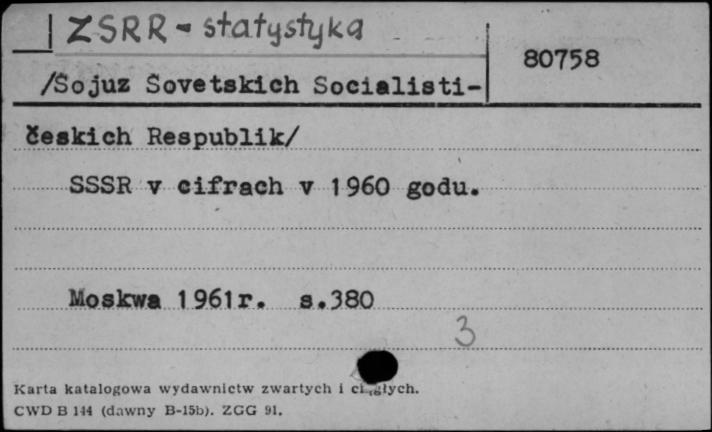 ZSRR - statystyka
80758
/Sojuz Sovetskich Socialisti-
českich Respublik/
SSSR v cifrach v 1960 godu.
Moskwa 1961r. s.380
3
Karta katalogowa wydawnictw zwartych i ciągłych.
CWD B 144 (dawny B-15b). ZGG 91.